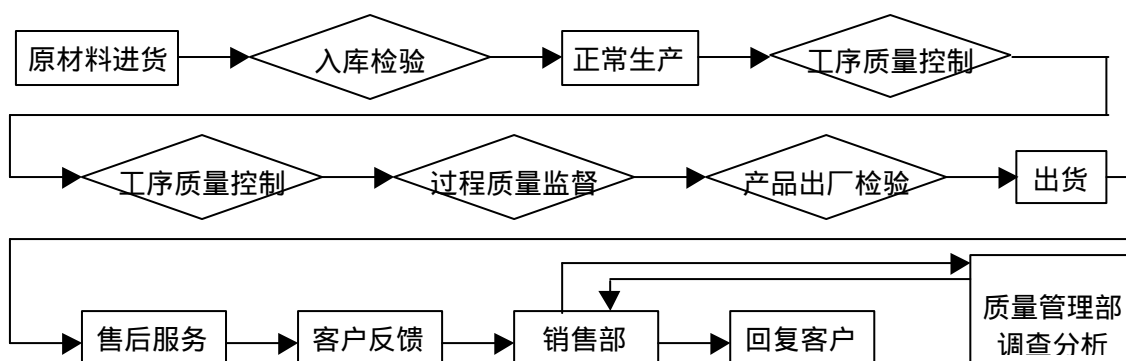 原材料进货
入库检验
正常生产
工序质量控制
工序质量控制
过程质量监督
产品出厂检验
出货
售后服务
客户反馈
销售部
回复客户
质量管理部
调查分析